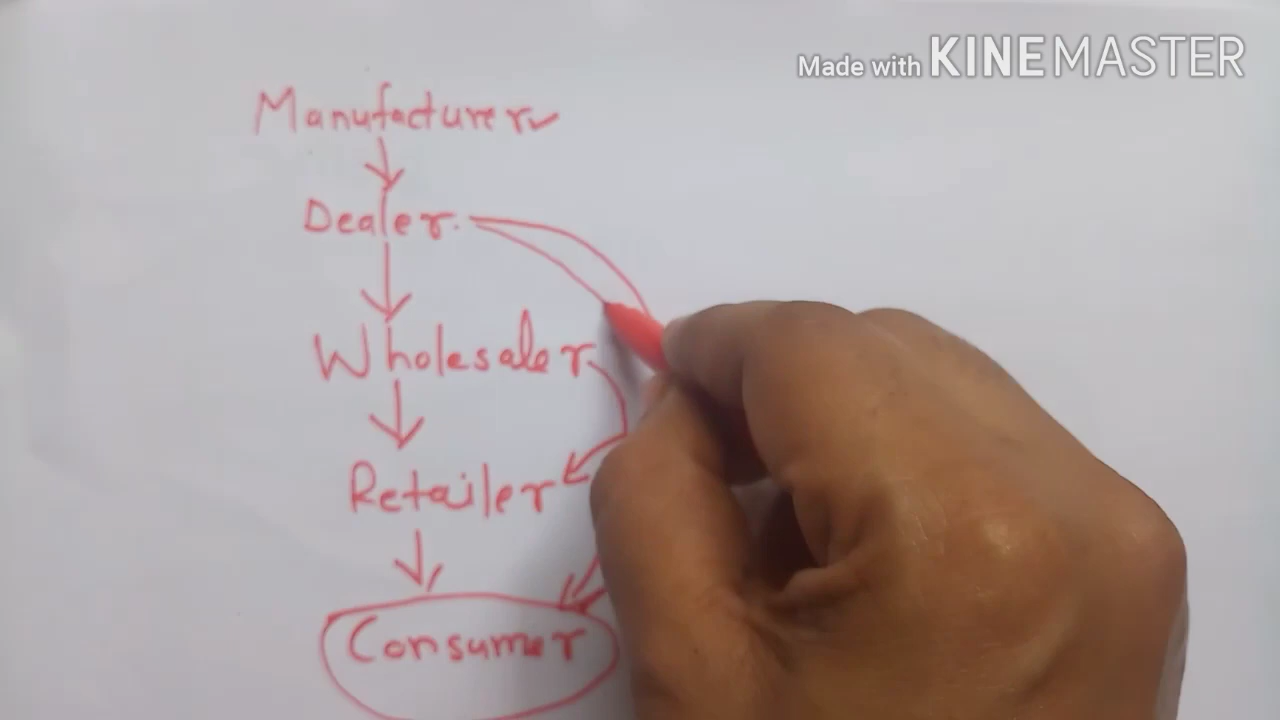 Made with KINEMASTER
Manufacturer
Dealer.
Wholesaler
Retailer
Consumer